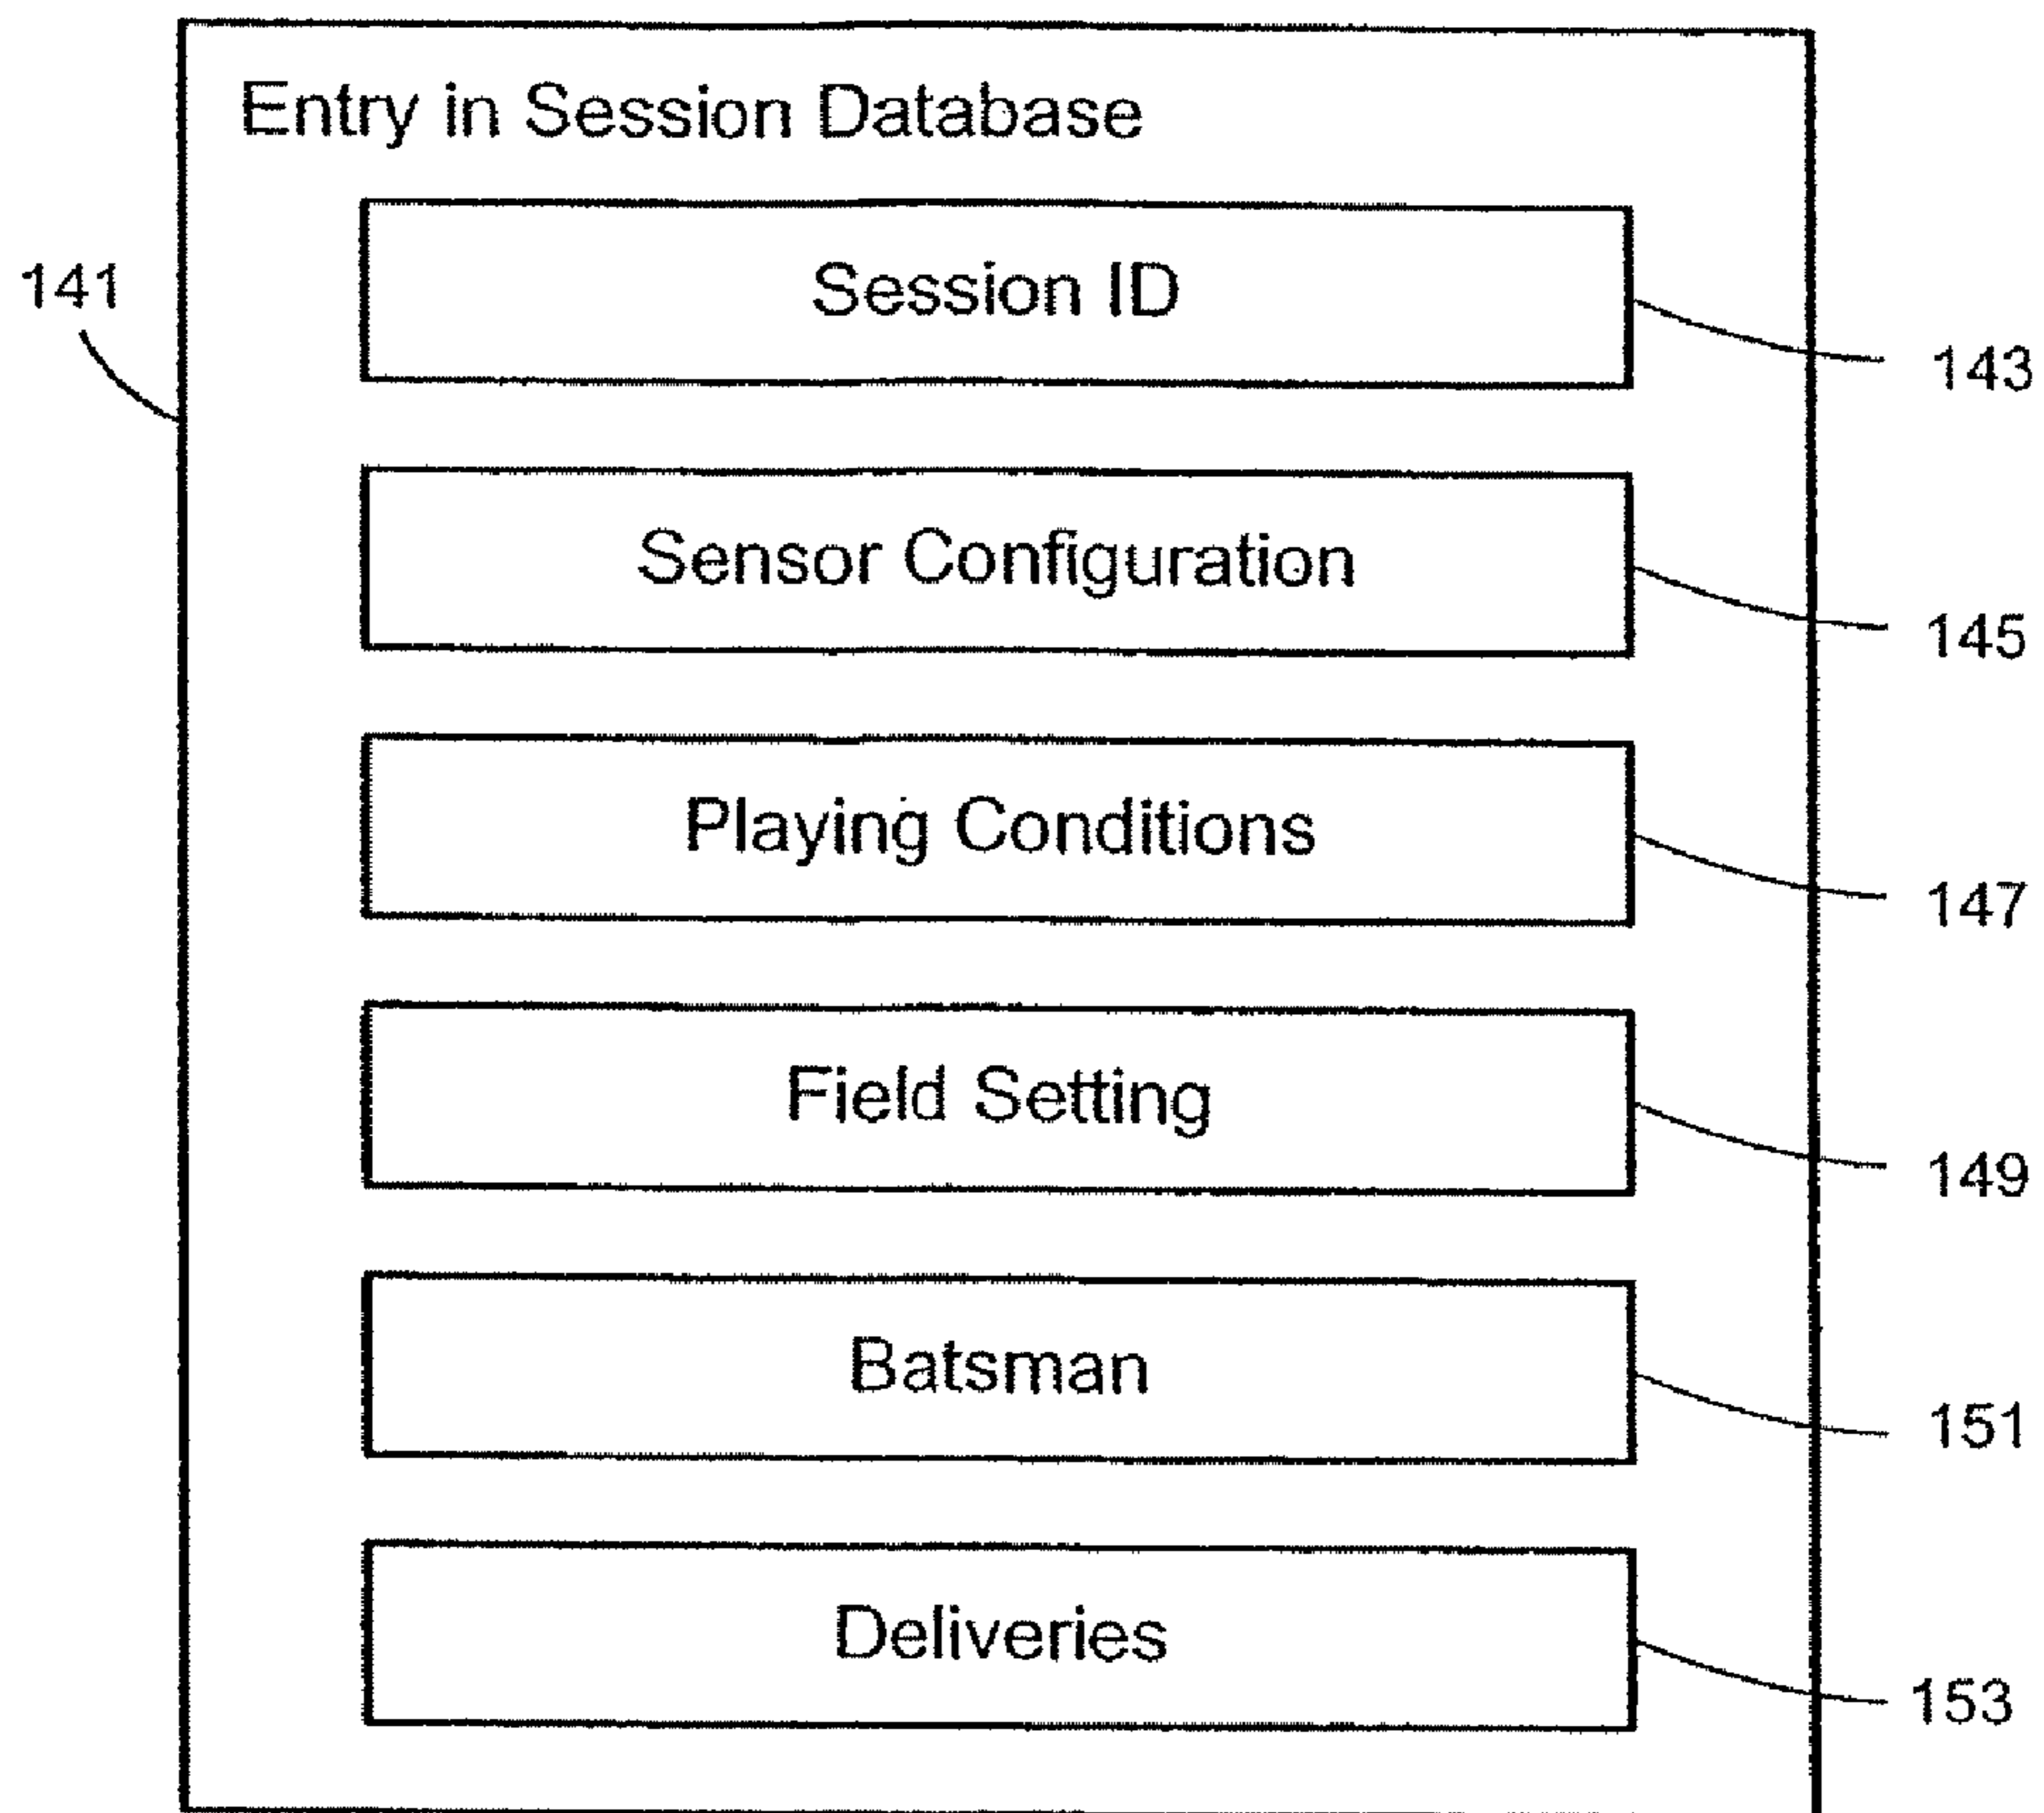 Entry in Session Database
Session ID
141
143
Sensor Configuration
145
Playing Conditions
147
Field Setting
149
Batsman
151
Deliveries
153